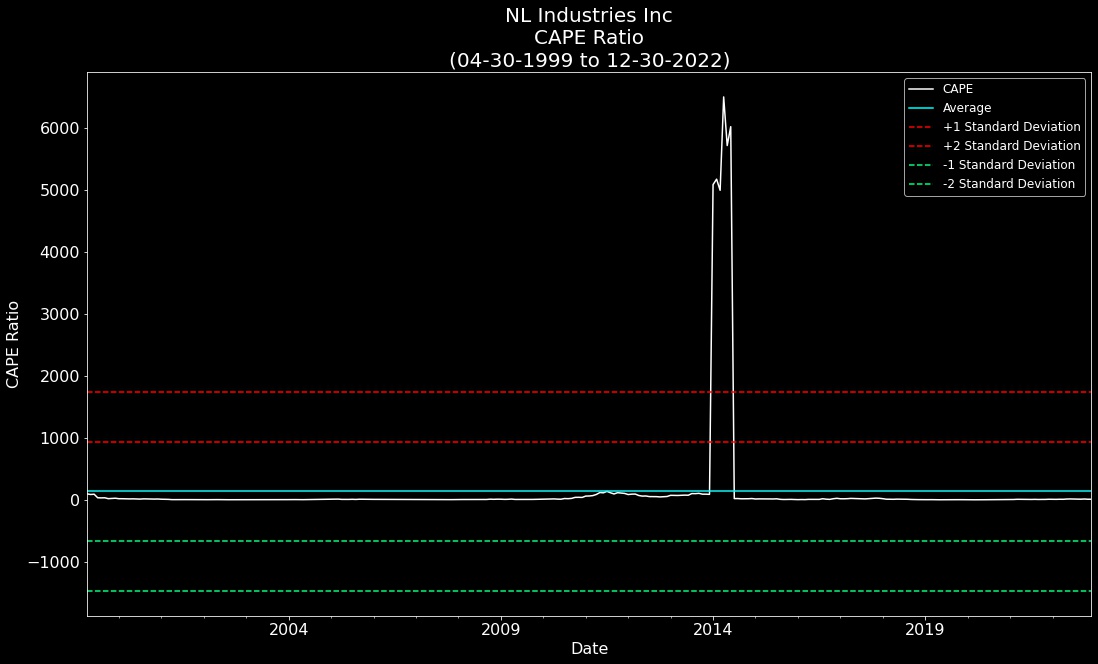 NL Industries Inc
CAPE Ratio
(04-30-1999 to 12-30-2022)
CAPE
Average
+1 Standard Deviation
+2 Standard Deviation
-1 Standard Deviation
-2 Standard Deviation
6000
5000
4000
3000
2000
1000
0
−1000
CAPE Ratio
2004
2009
2014
2019
Date